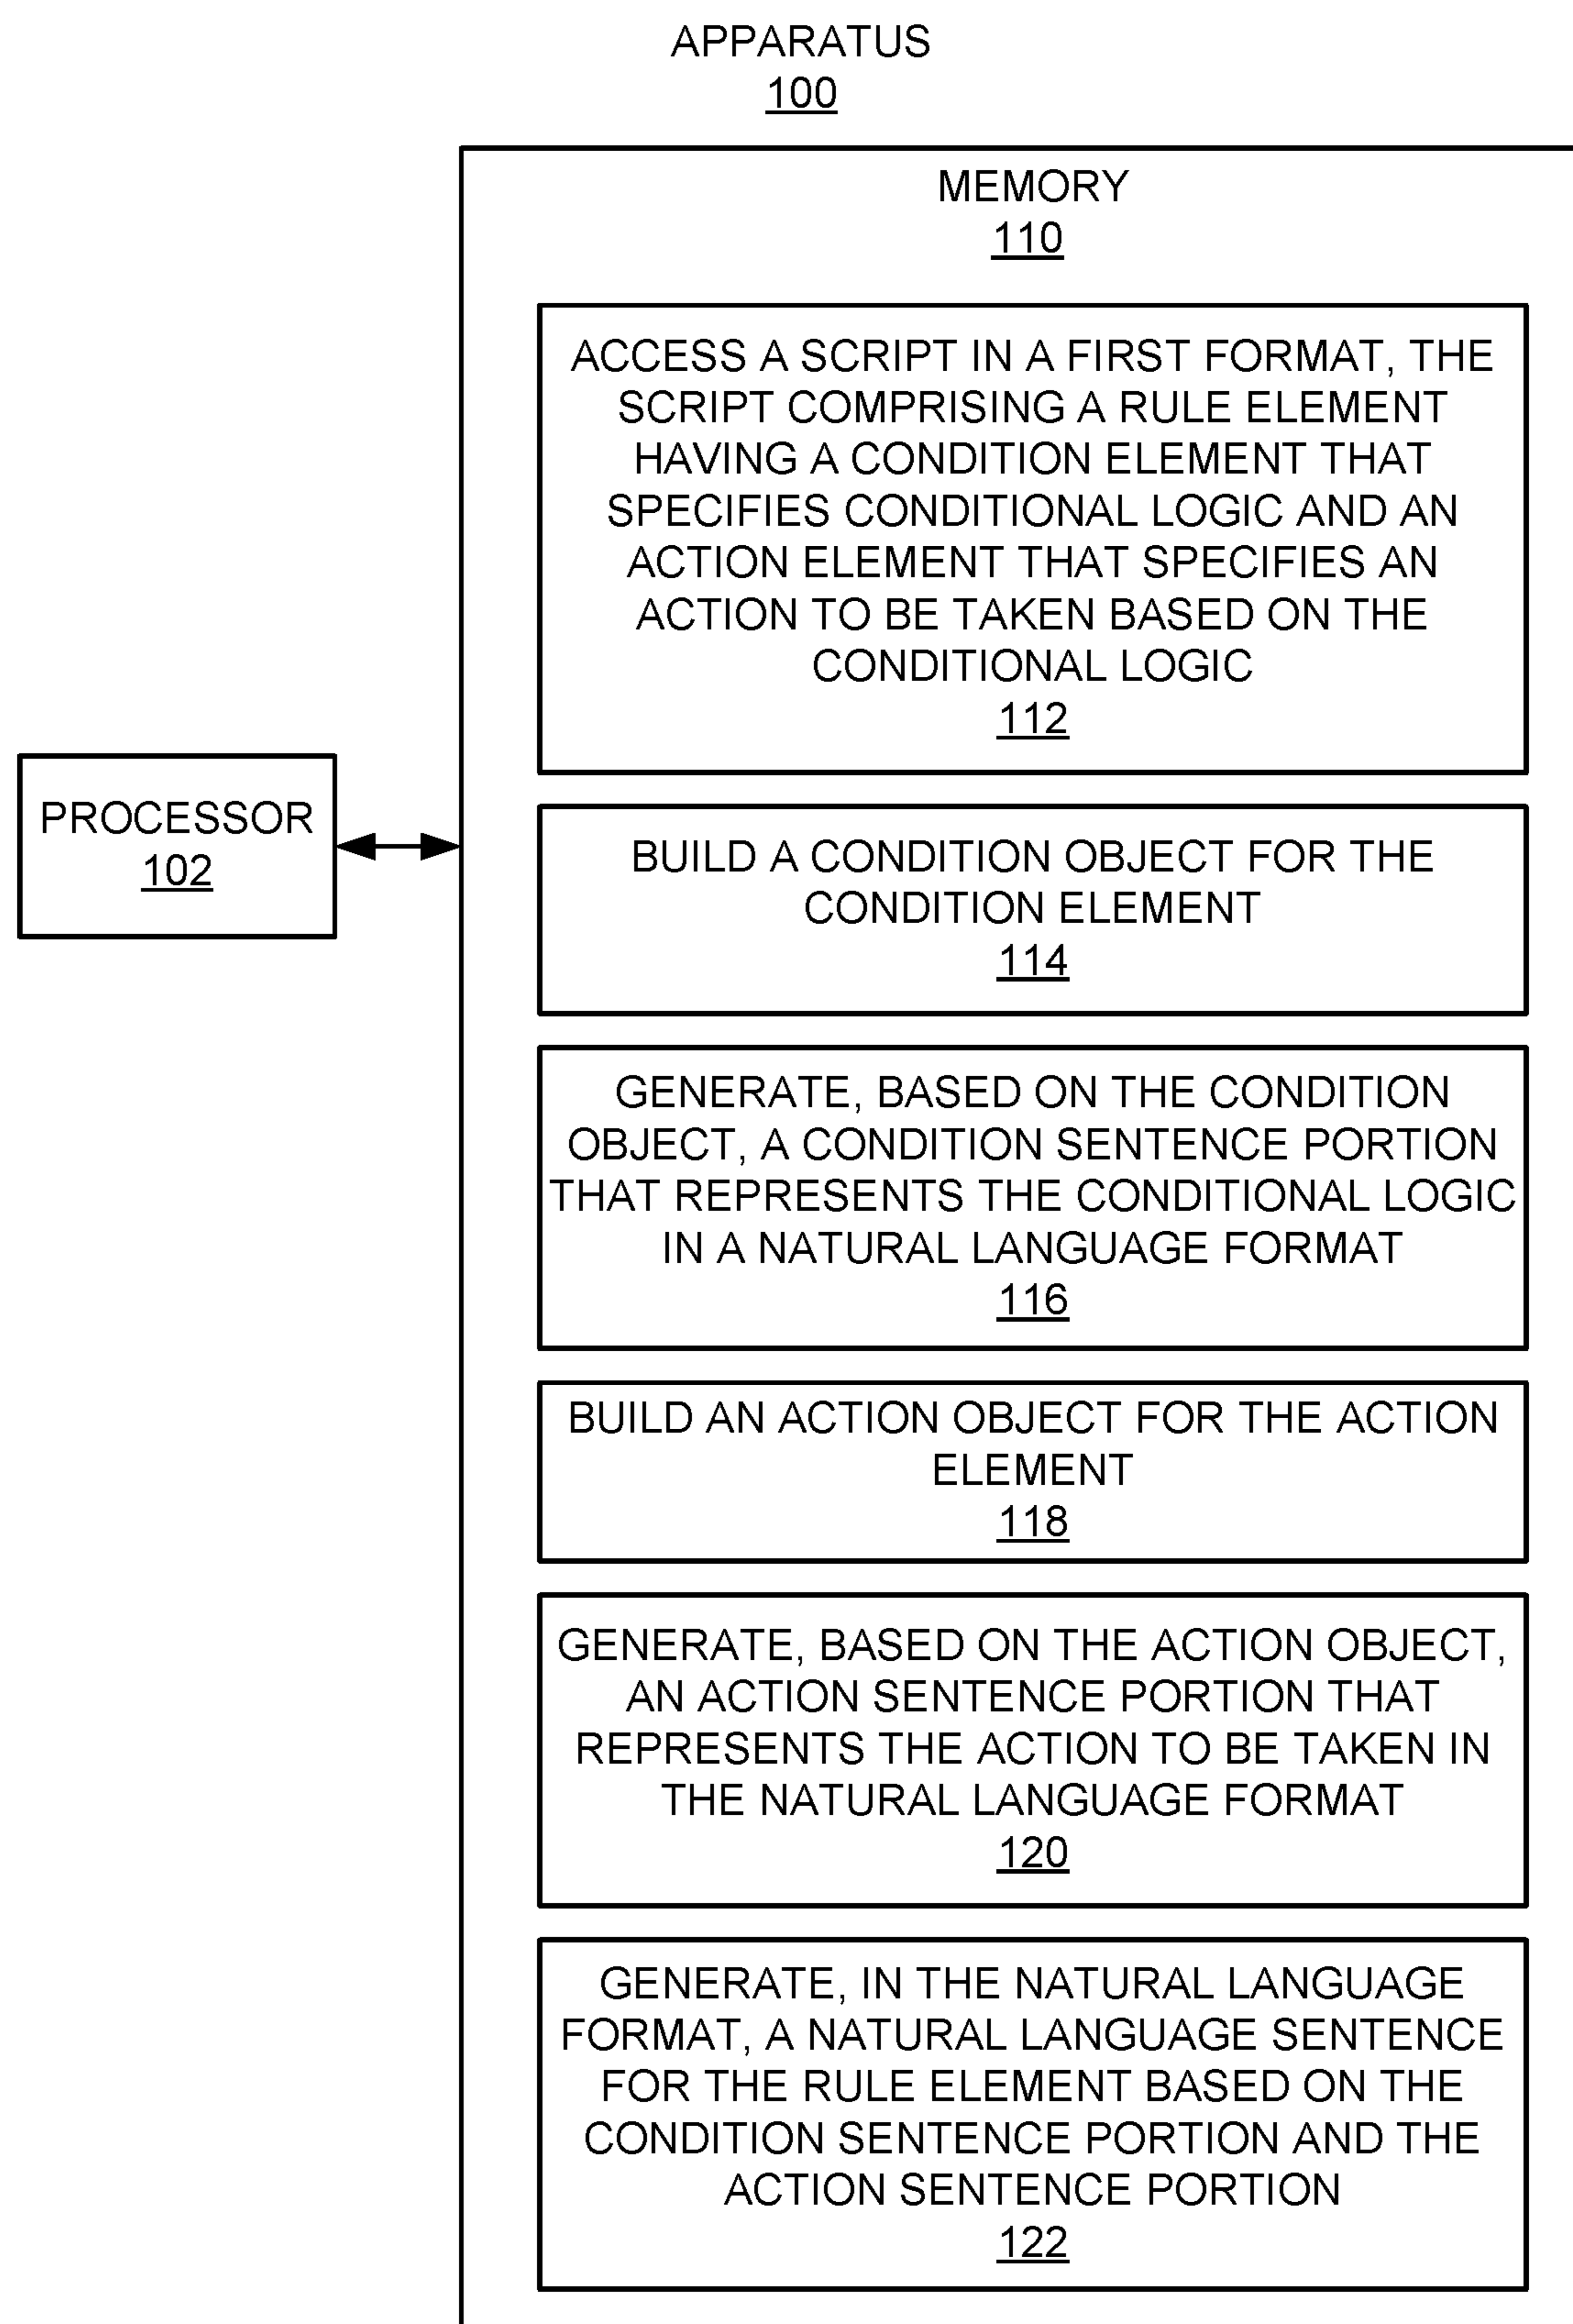 APPARATUS
100
MEMORY
110
ACCESS A SCRIPT IN A FIRST FORMAT, THE
SCRIPT COMPRISING A RULE ELEMENT
HAVING A CONDITION ELEMENT THAT
SPECIFIES CONDITIONAL LOGIC AND AN
ACTION ELEMENT THAT SPECIFIES AN
ACTION TO BE TAKEN BASED ON THE
CONDITIONAL LOGIC
112
PROCESSOR
102
BUILD A CONDITION OBJECT FOR THE
CONDITION ELEMENT
114
GENERATE, BASED ON THE CONDITION
OBJECT, A CONDITION SENTENCE PORTION
THAT REPRESENTS THE CONDITIONAL LOGIC
IN A NATURAL LANGUAGE FORMAT
116
BUILD AN ACTION OBJECT FOR THE ACTION
ELEMENT
118
GENERATE, BASED ON THE ACTION OBJECT,
AN ACTION SENTENCE PORTION THAT
REPRESENTS THE ACTION TO BE TAKEN IN
THE NATURAL LANGUAGE FORMAT
120
GENERATE, IN THE NATURAL LANGUAGE
FORMAT, A NATURAL LANGUAGE SENTENCE
FOR THE RULE ELEMENT BASED ON THE
CONDITION SENTENCE PORTION AND THE
ACTION SENTENCE PORTION
122